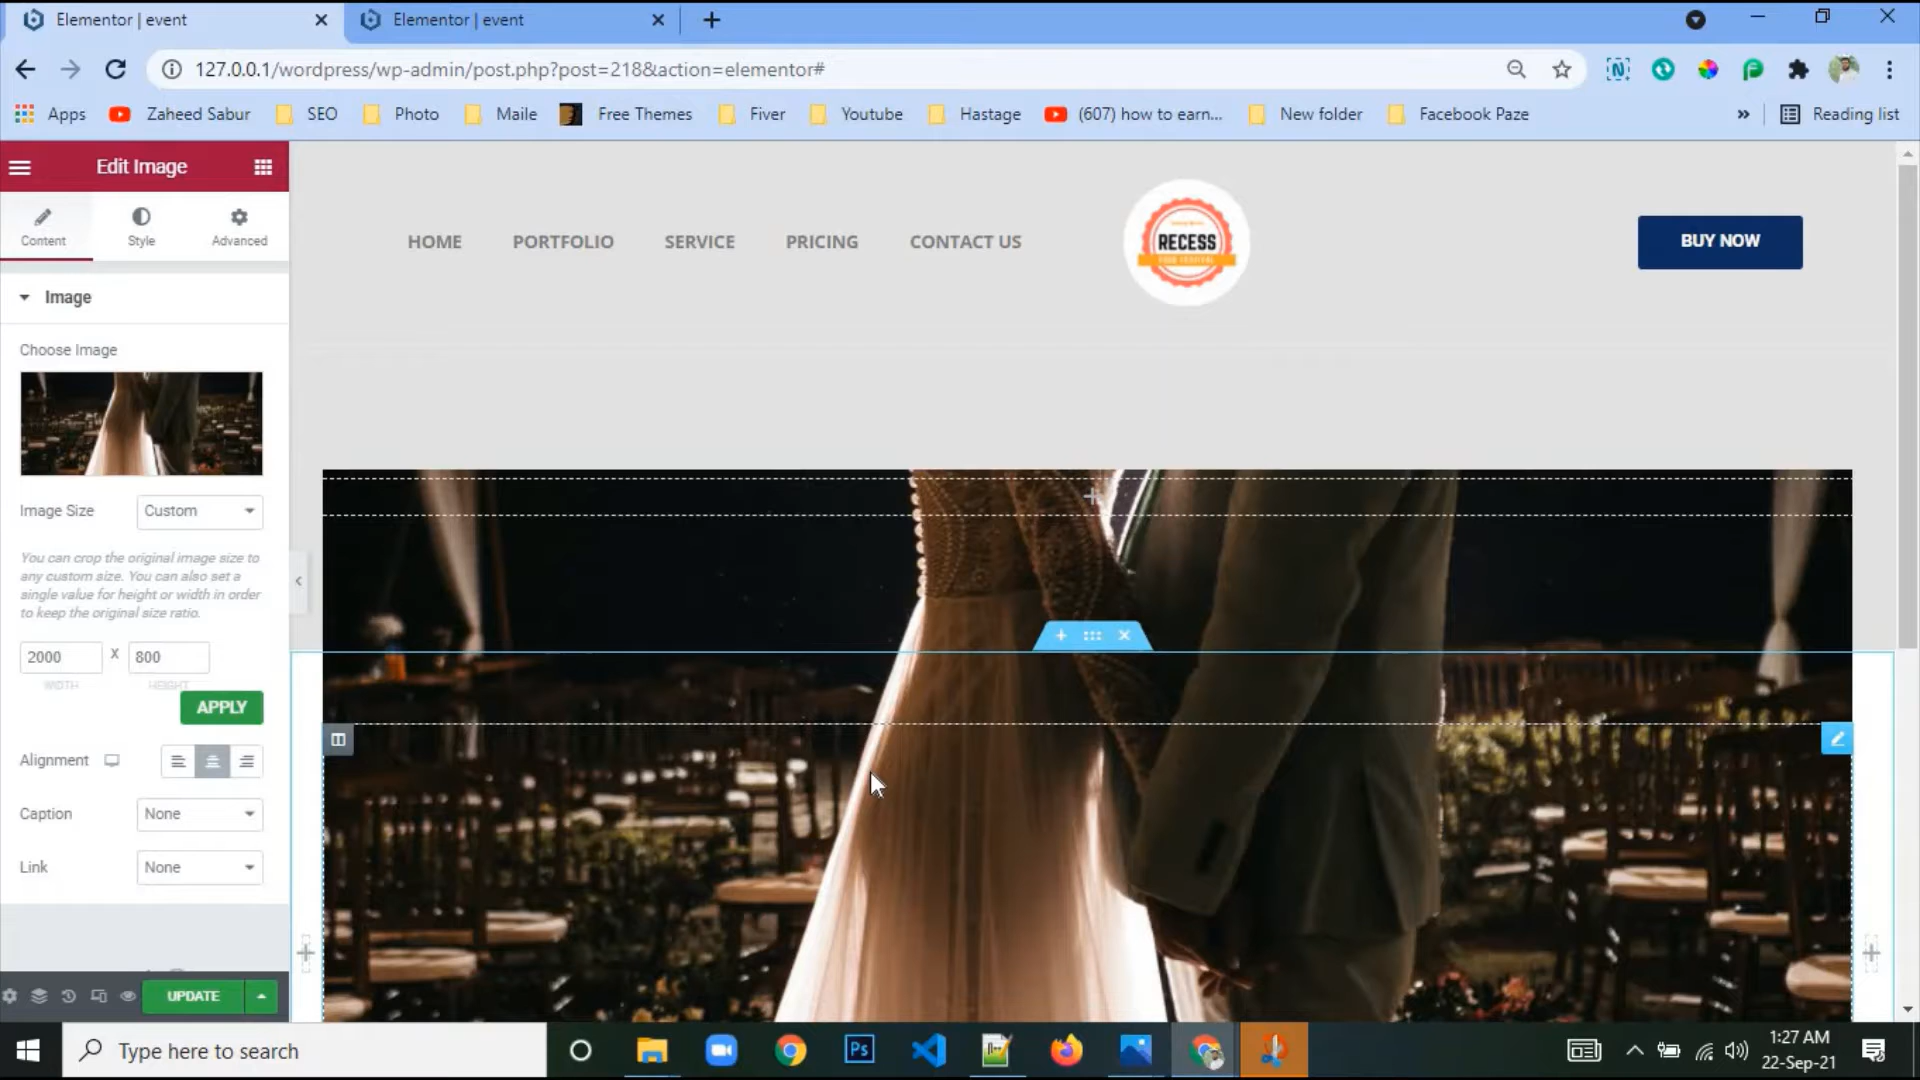 Elementor | event
Elementor | event
127.0.0.1/wordpress/wp-admin/post.php?post=218&action=elementor#
Apps
Zaheed Sabur
SEO
Photo
Maile
Free Themes
Fiver
Youtube
Hastage
(607) how to earn...
New folder
Facebook Paze
»
Reading list
Edit Image
Content
Style
Advanced
HOME
PORTFOLIO
SERVICE
PRICING
CONTACT US
RECESS
BUY NOW
Image
Choose Image
Image Size
Custom
You can crop the original image size to
any custom size. You can also set a
single value for height or width in order
to keep the original size ratio.
2000
X
800
WIDTH
HEIGHT
APPLY
Alignment
Caption
None
Link
None
UPDATE
Type here to search
Ps
1:27 AM
22-Sep-21